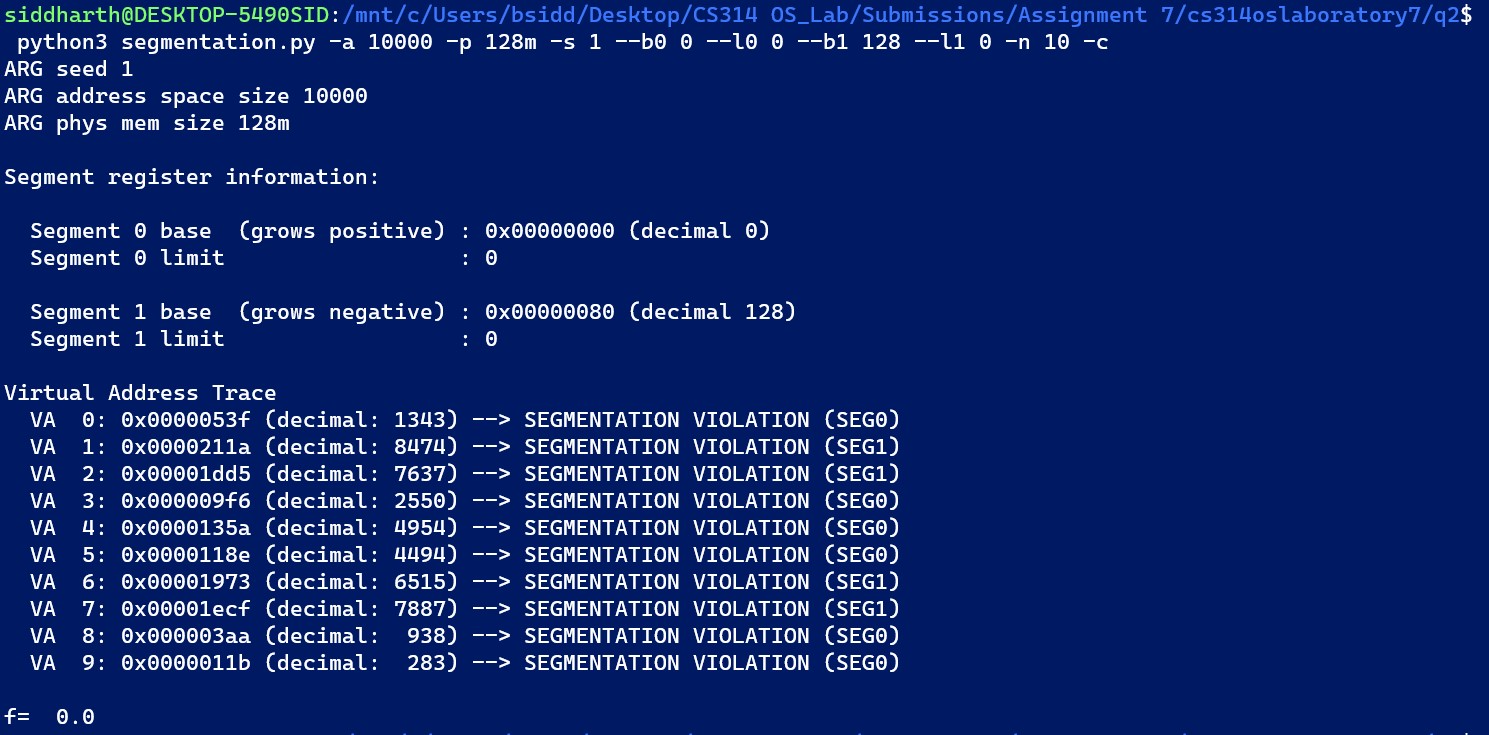 siddharth@DESKTOP-5490SID:/mnt/c/Users/bsidd/Desktop/CS314 OS_Lab/Submissions/Assignment 7/cs314oslaboratory7/q2$
python3 segmentation.py -a 10000 -p 128m -s 1 --b0 0 --l0 0 --b1 128 --l1 0 -n 10 -c
ARG seed 1
ARG address space size 10000
ARG phys mem size 128m
Segment register information:
Segment 0 base  (grows positive) : 0x00000000 (decimal 0)
Segment 0 limit                  : 0
Segment 1 base  (grows negative) : 0x00000080 (decimal 128)
Segment 1 limit                  : 0
Virtual Address Trace
VA  0: 0x0000053f (decimal: 1343) --> SEGMENTATION VIOLATION (SEG0)
VA  1: 0x0000211a (decimal: 8474) --> SEGMENTATION VIOLATION (SEG1)
VA  2: 0x00001dd5 (decimal: 7637) --> SEGMENTATION VIOLATION (SEG1)
VA  3: 0x000009f6 (decimal: 2550) --> SEGMENTATION VIOLATION (SEG0)
VA  4: 0x0000135a (decimal: 4954) --> SEGMENTATION VIOLATION (SEG0)
VA  5: 0x0000118e (decimal: 4494) --> SEGMENTATION VIOLATION (SEG0)
VA  6: 0x00001973 (decimal: 6515) --> SEGMENTATION VIOLATION (SEG1)
VA  7: 0x00001ecf (decimal: 7887) --> SEGMENTATION VIOLATION (SEG1)
VA  8: 0x000003aa (decimal:  938) --> SEGMENTATION VIOLATION (SEG0)
VA  9: 0x0000011b (decimal:  283) --> SEGMENTATION VIOLATION (SEG0)
f=  0.0